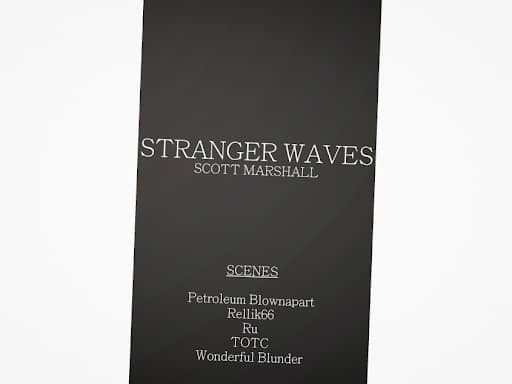 STRANGER WAVES
SCOTT MARSHALL
SCENES
Petroleum Blownapart
Rellik66
Ru
TOTC
Wonderful Blunder